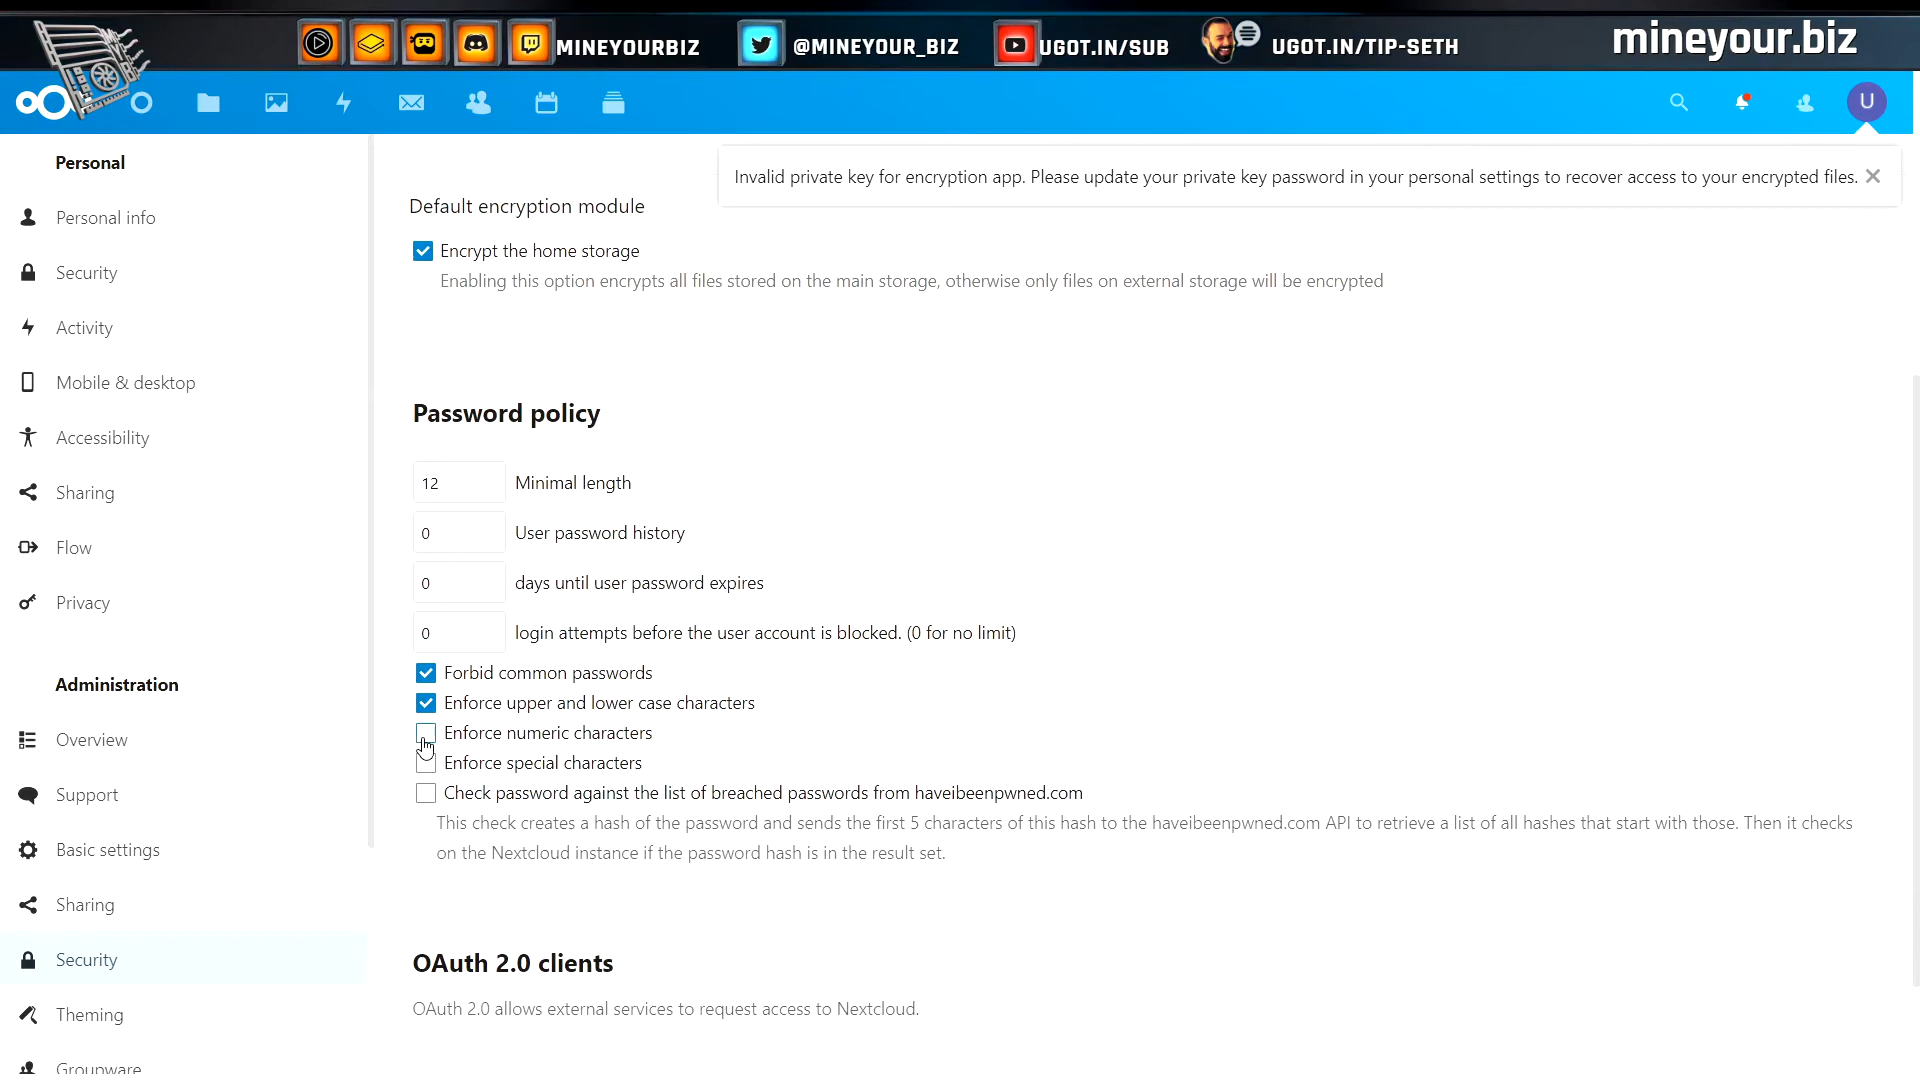 MINEYOURBIZ
@MINEYOUR_BIZ
UGOT.IN/SUB
UGOT.IN/TIP-SETH
mineyour.biz
U
Personal
Personal info
Security
Activity
Mobile & desktop
Accessibility
Sharing
Flow
Privacy
Administration
Overview
Support
Basic settings
Sharing
Security
Theming
Groupware
Invalid private key for encryption app. Please update your private key password in your personal settings to recover access to your encrypted files.
Default encryption module
Encrypt the home storage
Enabling this option encrypts all files stored on the main storage, otherwise only files on external storage will be encrypted
Password policy
12 Minimal length
0 User password history
0 days until user password expires
0 login attempts before the user account is blocked. (0 for no limit)
Forbid common passwords
Enforce upper and lower case characters
Enforce numeric characters
Enforce special characters
Check password against the list of breached passwords from haveibeenpwned.com
This check creates a hash of the password and sends the first 5 characters of this hash to the haveibeenpwned.com API to retrieve a list of all hashes that start with those. Then it checks
on the Nextcloud instance if the password hash is in the result set.
OAuth 2.0 clients
OAuth 2.0 allows external services to request access to Nextcloud.